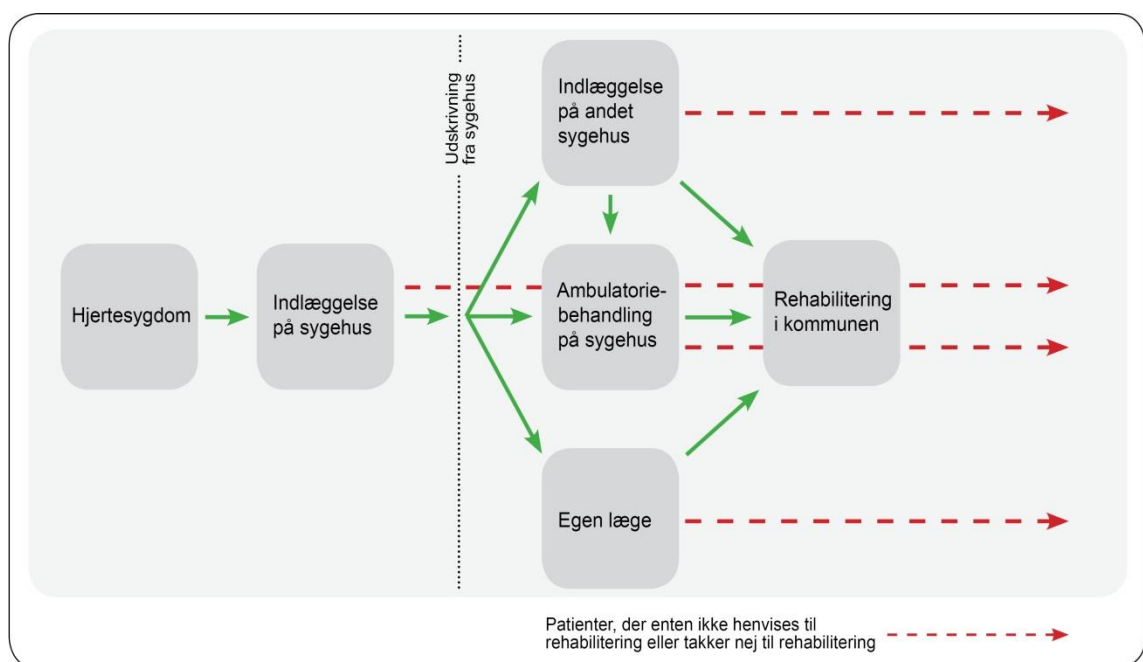 Udskrivning
fra sygehus
Indlæggelse
på andet
sygehus
Hjertesygdom
Indlæggelse
på sygehus
Ambulatorie-
behandling
på sygehus
Rehabilitering
i kommunen
Egen læge
Patienter, der enten ikke henvises til
rehabilitering eller takker nej til rehabilitering